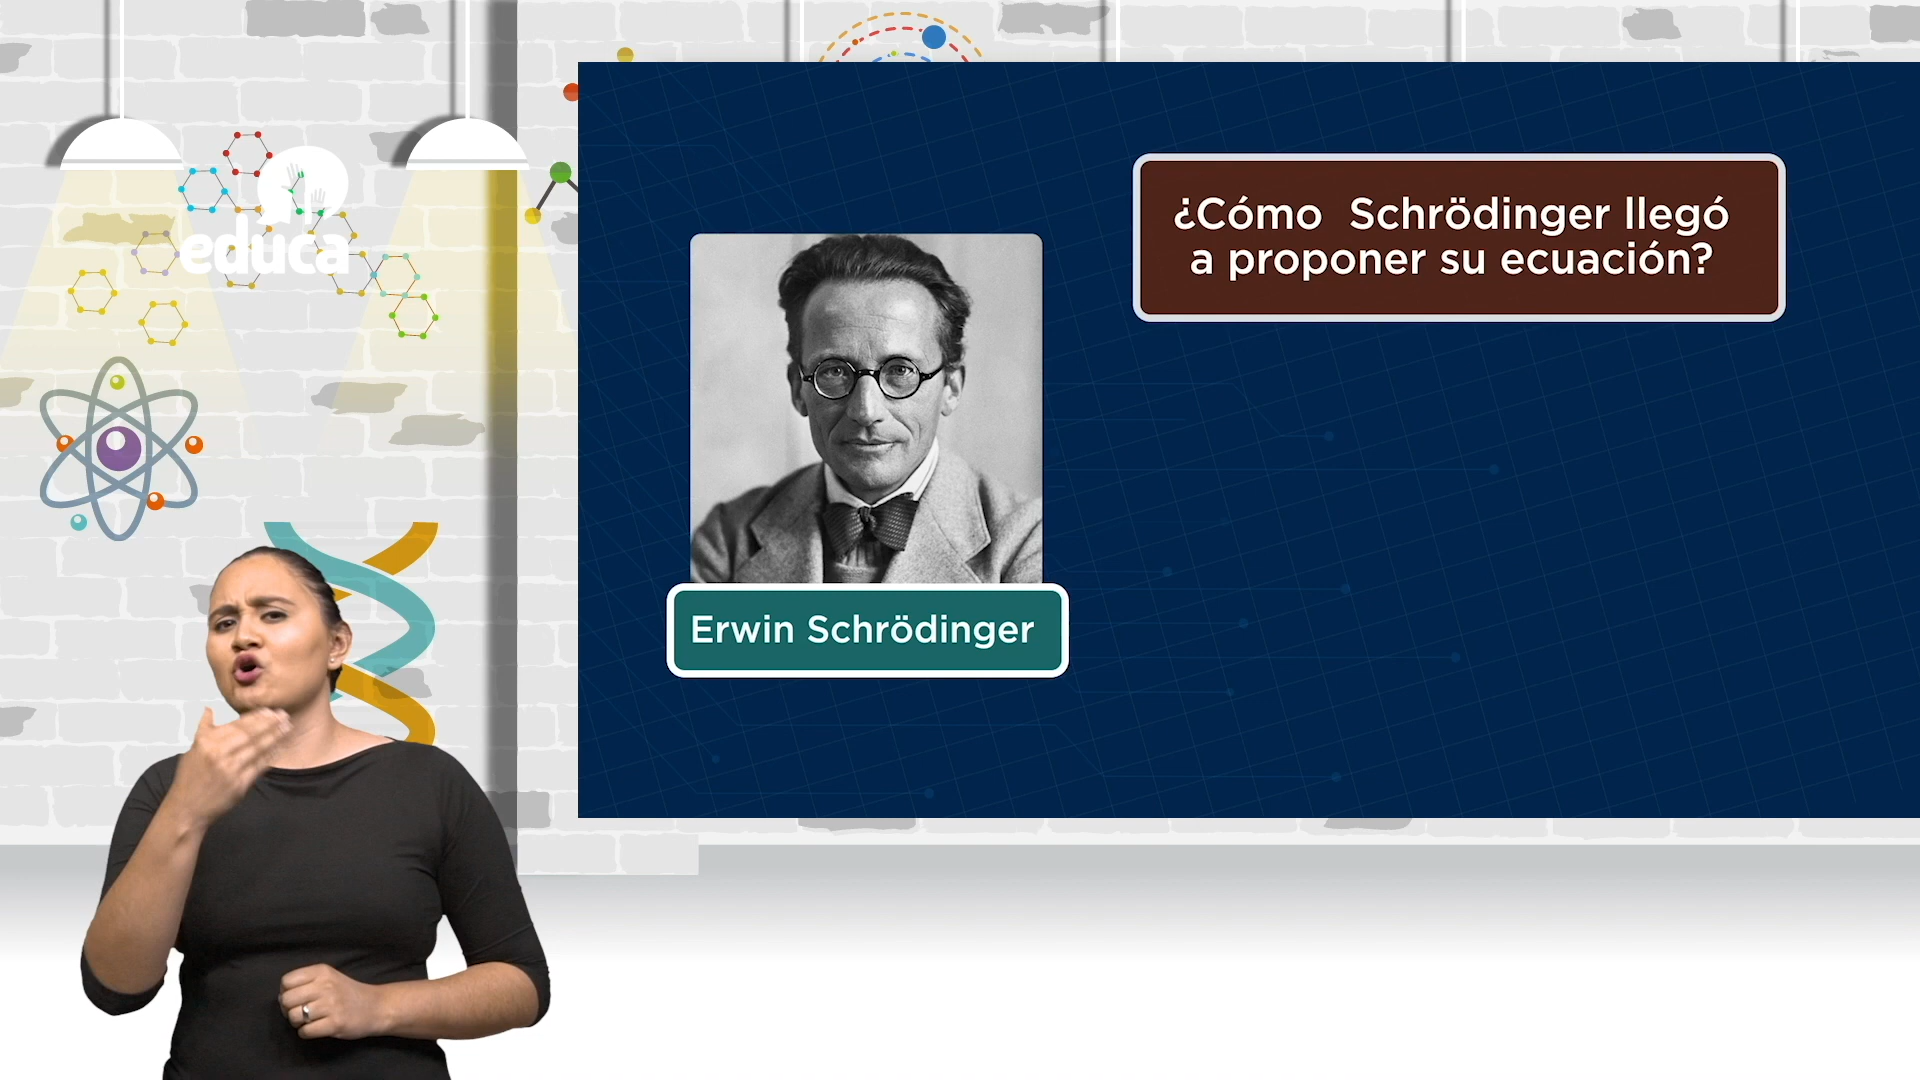 educa
¿Cómo  Schrödinger llegó
a proponer su ecuación?
Erwin Schrödinger